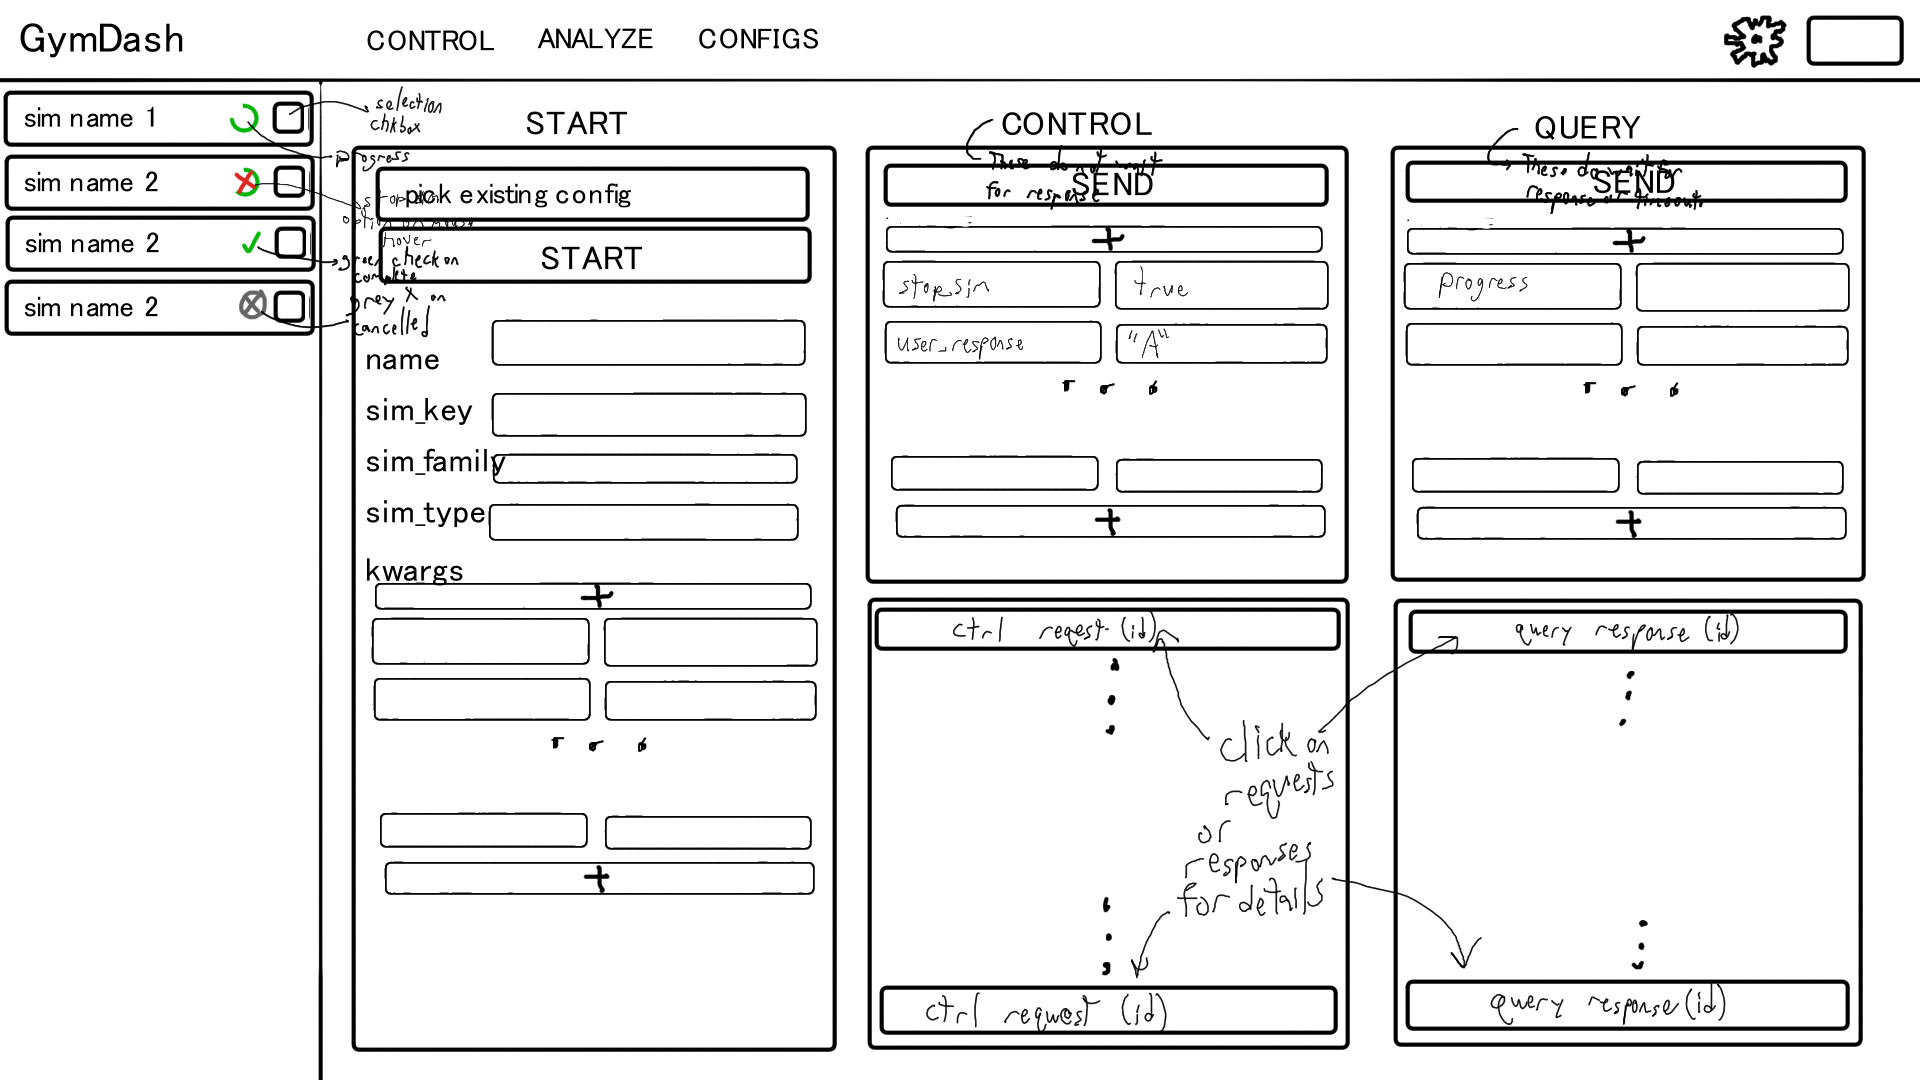 GymDash
CONTROL ANALYZE CONFIGS
sim name 1
sim name 2
sim name 2
sim name 2
selection
chkbox
progress
option on mouse
hover
green check on
complete
grey X on
cancelled
START
pick existing config
START
name
sim_key
sim_family
sim_type
kwargs
+
+
CONTROL
These do not wait
for response
SEND
+
stop_sim true
user_response "A"
+
QUERY
These do wait for
response or timeout
SEND
+
progress
+
ctrl reqest (id)
ctrl request (id)
query response (id)
query response (id)
click on
requests
or
responses
for details